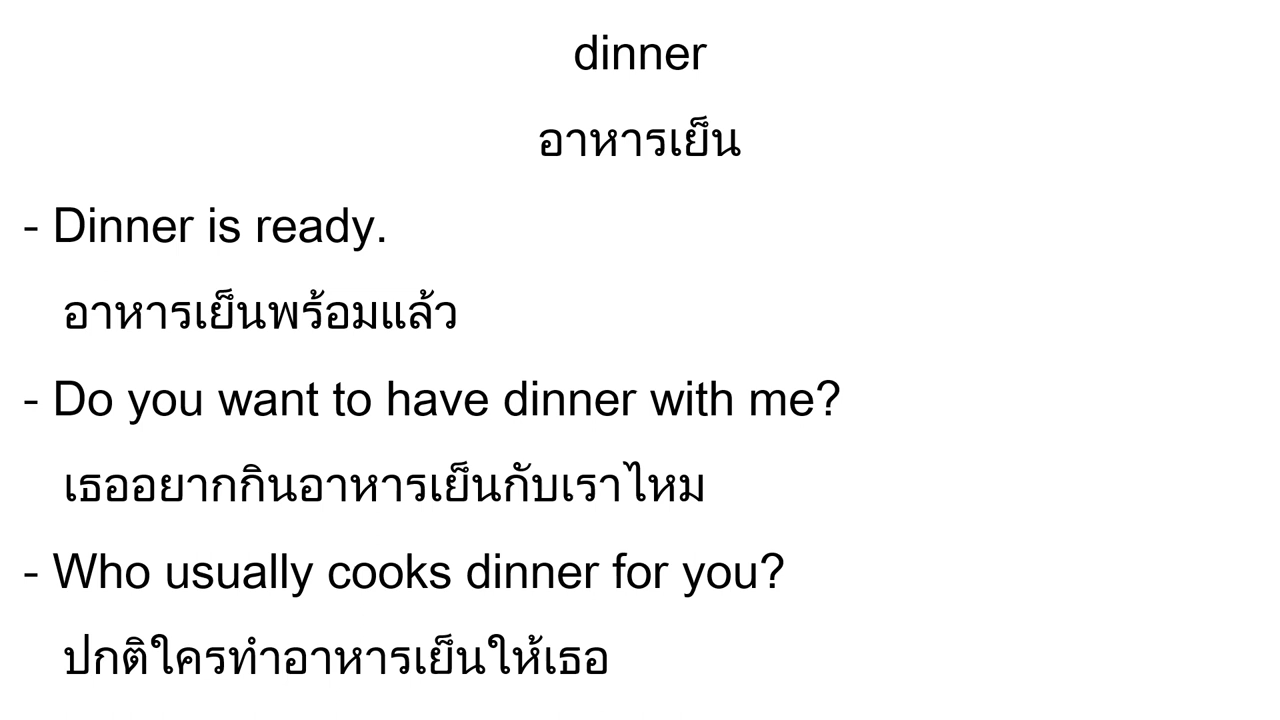 dinner
อาหารเย็น
- Dinner is ready.
อาหารเย็นพร้อมแล้ว
- Do you want to have dinner with me?
เธออยากกินอาหารเย็นกับเราไหม
- Who usually cooks dinner for you?
ปกติใครทำอาหารเย็นให้เธอ